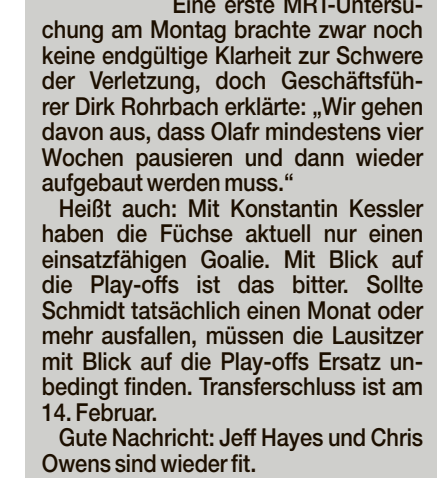 Eine erste MRT-Untersu-
chung am Montag brachte zwar noch
keine endgültige Klarheit zur Schwere
der Verletzung, doch Geschäftsfüh-
rer Dirk Rohrbach erklärte: „Wir gehen
davon aus, dass Olafr mindestens vier
Wochen pausieren und dann wieder
aufgebaut werden muss.“
Heißt auch: Mit Konstantin Kessler
haben die Füchse aktuell nur einen
einsatzfähigen Goalie. Mit Blick auf
die Play-offs ist das bitter. Sollte
Schmidt tatsächlich einen Monat oder
mehr ausfallen, müssen die Lausitzer
mit Blick auf die Play-offs Ersatz un-
bedingt finden. Transferschluss ist am
14. Februar.
Gute Nachricht: Jeff Hayes und Chris
Owens sind wieder fit.